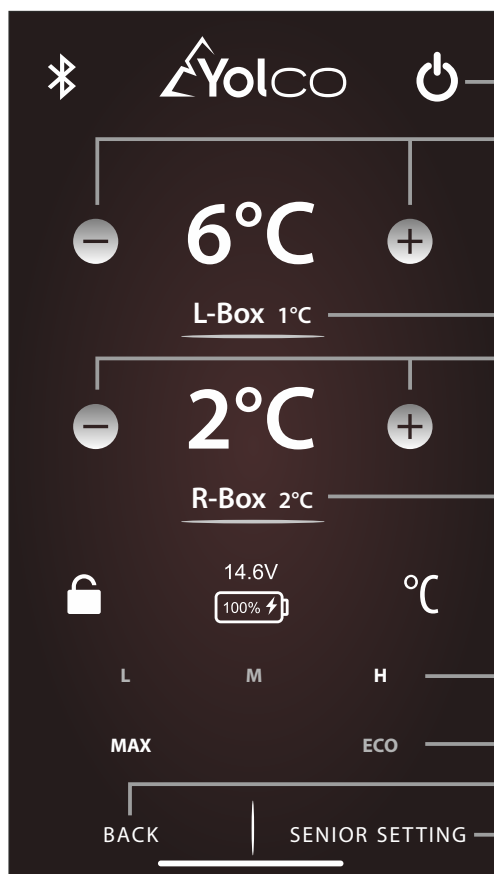 Yolco
6°C
L-Box 1°C
2°C
R-Box 2°C
14.6V
100%
°C
L M H
MAX ECO
BACK SENIOR SETTING